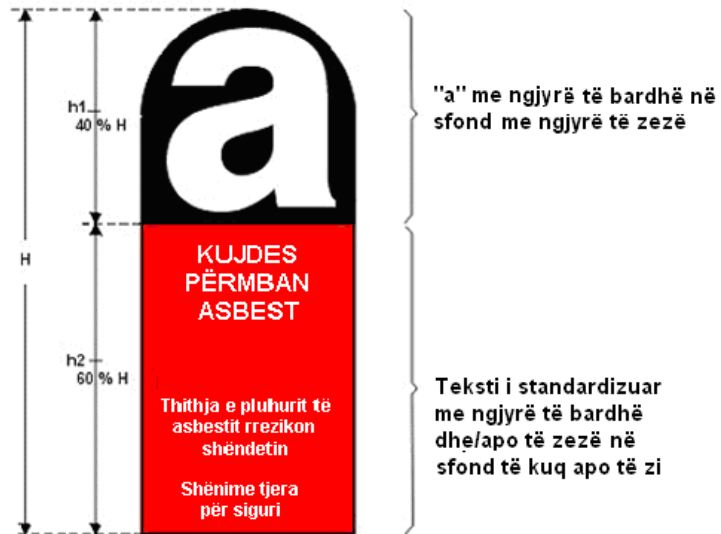 h1
40 % H
H
h2
60 % H
a
KUJDES
PËRMBAN
ASBEST
Thithja e pluhurit të
asbestit rrezikon
shëndetin
Shënime tjera
për siguri
"a" me ngjyrë të bardhë në
sfond me ngjyrë të zezë
Teksti i standardizuar
me ngjyrë të bardhë
dhe/apo të zezë në
sfond të kuq apo të zi